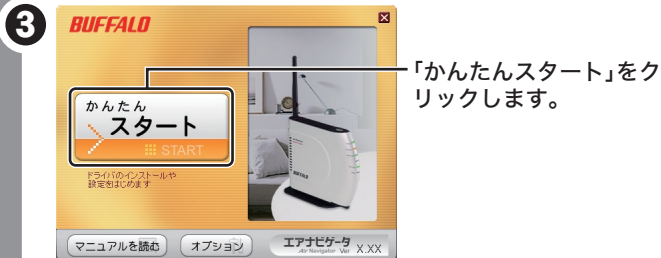 3
BUFFALO
かんたん
スタート
START
ドライバのインストールや
設定をはじめます
BUFFALO
マニュアルを読む
オプション
エアナビゲータ
Air Navigator Ver X.XX
「かんたんスタート」をク
リックします。